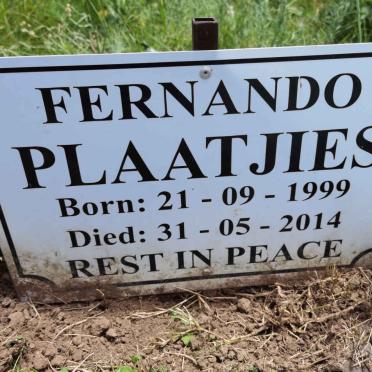 FERNANDO
PLAATJIES
Born: 21 - 09 - 1999
Died: 31 - 05 - 2014
REST IN PEACE